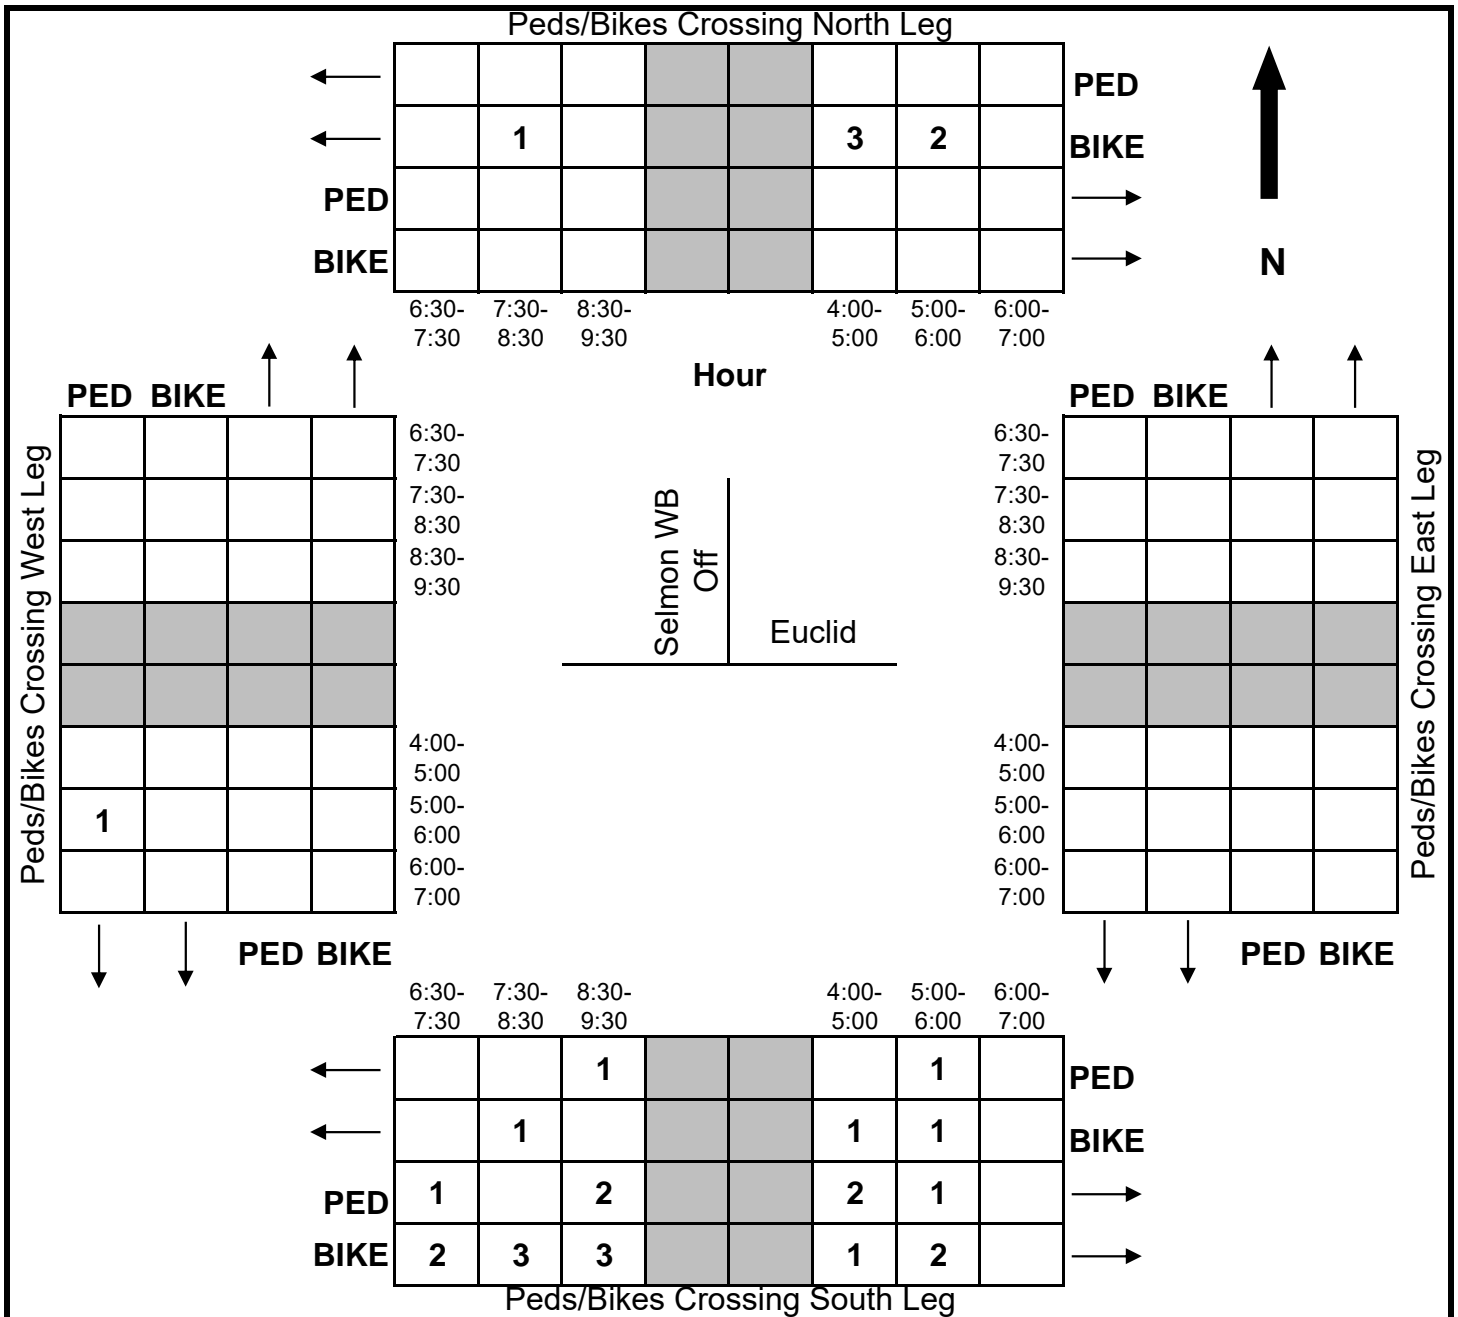 Peds/Bikes Crossing North Leg
PED
1 3 2 BIKE
PED
BIKE N
6:30- 7:30- 8:30- 4:00- 5:00- 6:00-
7:30 8:30 9:30 5:00 6:00 7:00
Hour
PED BIKE PED BIKE
Peds/Bikes Crossing West Leg
6:30- 6:30-
7:30 7:30
7:30- 7:30-
8:30 8:30
8:30- 8:30-
9:30 9:30
Selmon WB
Off
Euclid
Peds/Bikes Crossing East Leg
4:00- 4:00-
5:00 5:00
1 5:00- 5:00-
6:00 6:00
6:00- 6:00-
7:00 7:00
PED BIKE PED BIKE
6:30- 7:30- 8:30- 4:00- 5:00- 6:00-
7:30 8:30 9:30 5:00 6:00 7:00
1 1 PED
1 1 1 BIKE
PED 1 2 2 1
BIKE 2 3 3 1 2
Peds/Bikes Crossing South Leg